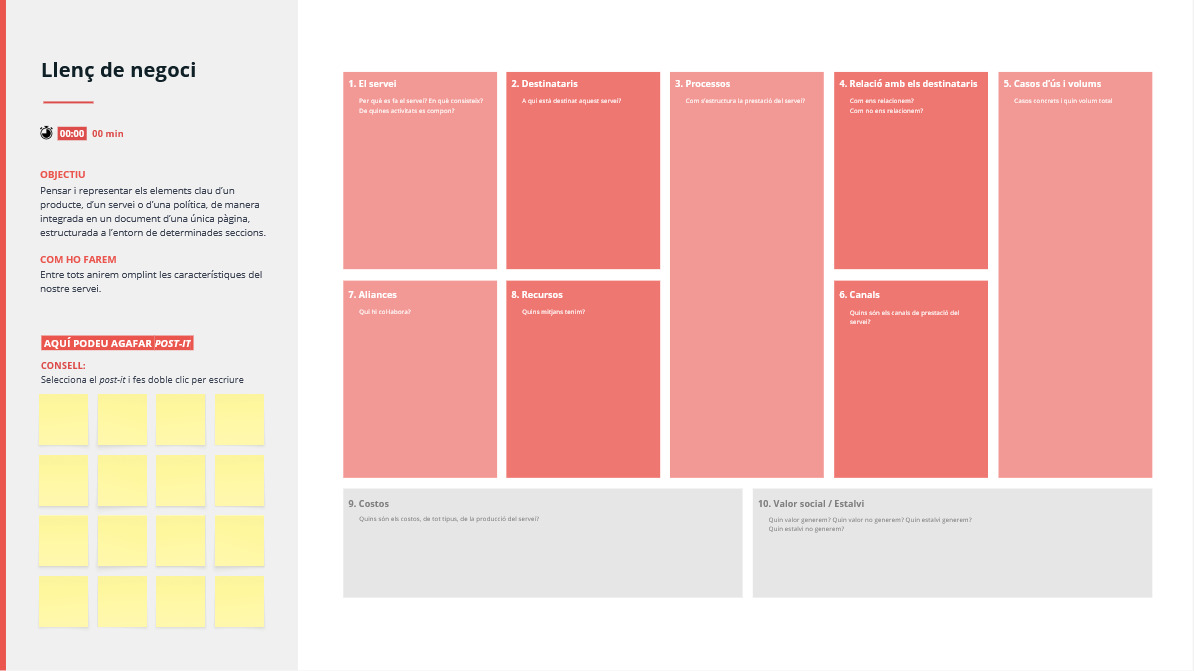 Llenç de negoci
00:00 00 min
OBJECTIU
Pensar i representar els elements clau d'un
producte, d'un servei o d'una política, de manera
integrada en un document d'una única pàgina,
estructurada a l'entorn de determinades seccions.
COM HO FAREM
Entre tots anirem omplint les característiques del
nostre servei.
AQUÍ PODEU AGAFAR POST-IT
CONSELL:
Selecciona el post-it i fes doble clic per escriure
1. El servei
Per què es fa el servei? En què consisteix?
De quines activitats es compon?
2. Destinataris
A qui està destinat aquest servei?
3. Processos
Com s'estructura la prestació del servei?
4. Relació amb els destinataris
Com ens relacionem?
Com no ens relacionem?
5. Casos d'ús i volums
Casos concrets i quin volum total
7. Aliances
Qui hi col·labora?
8. Recursos
Quins mitjans tenim?
6. Canals
Quins són els canals de prestació del
servei?
9. Costos
Quins són els costos, de tot tipus, de la producció del servei?
10. Valor social / Estalvi
Quin valor generem? Quin valor no generem? Quin estalvi generem?
Quin estalvi no generem?